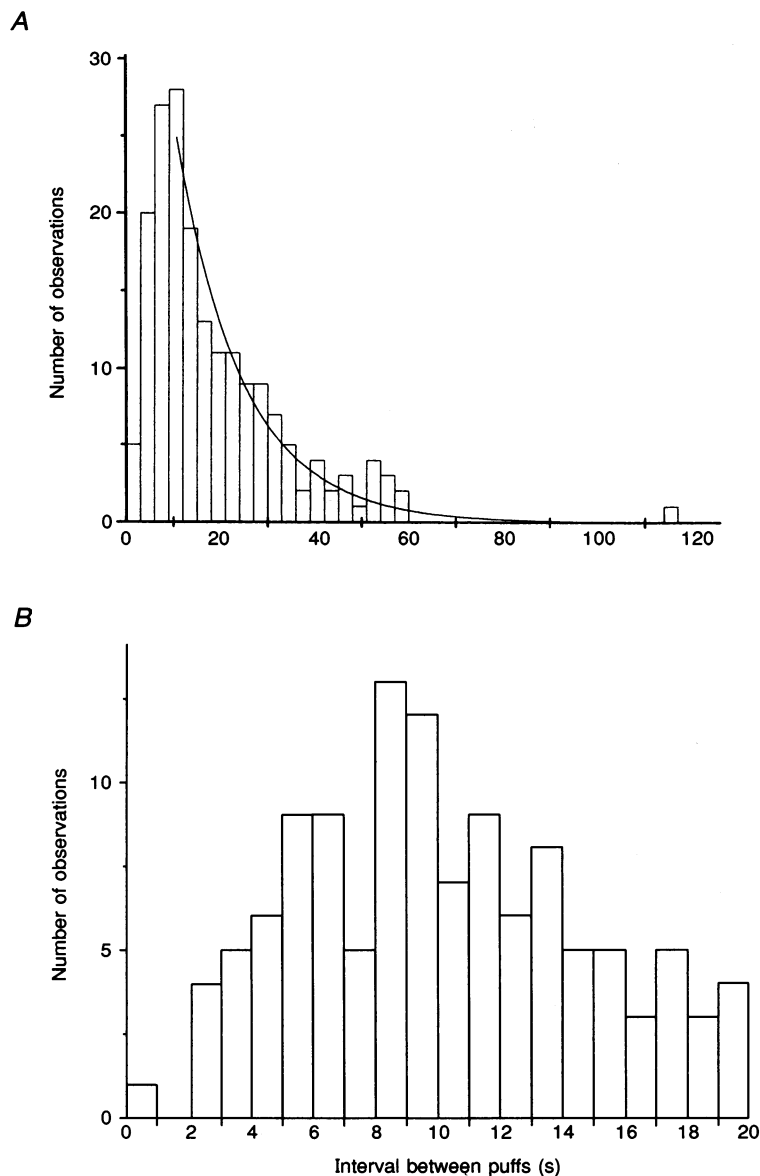 A
30
20
10
0
Number of observations
0 20 40 60 80 100 120
B
10
5
0
Number of observations
0 2 4 6 8 10 12 14 16 18 20
Interval between puffs (s)